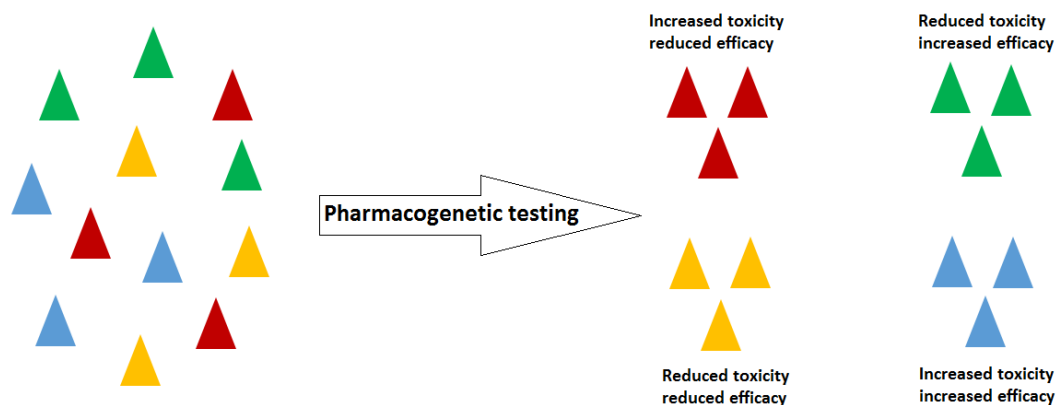 Increased toxicity
reduced efficacy
Reduced toxicity
increased efficacy
Pharmacogenetic testing
Reduced toxicity
reduced efficacy
Increased toxicity
increased efficacy